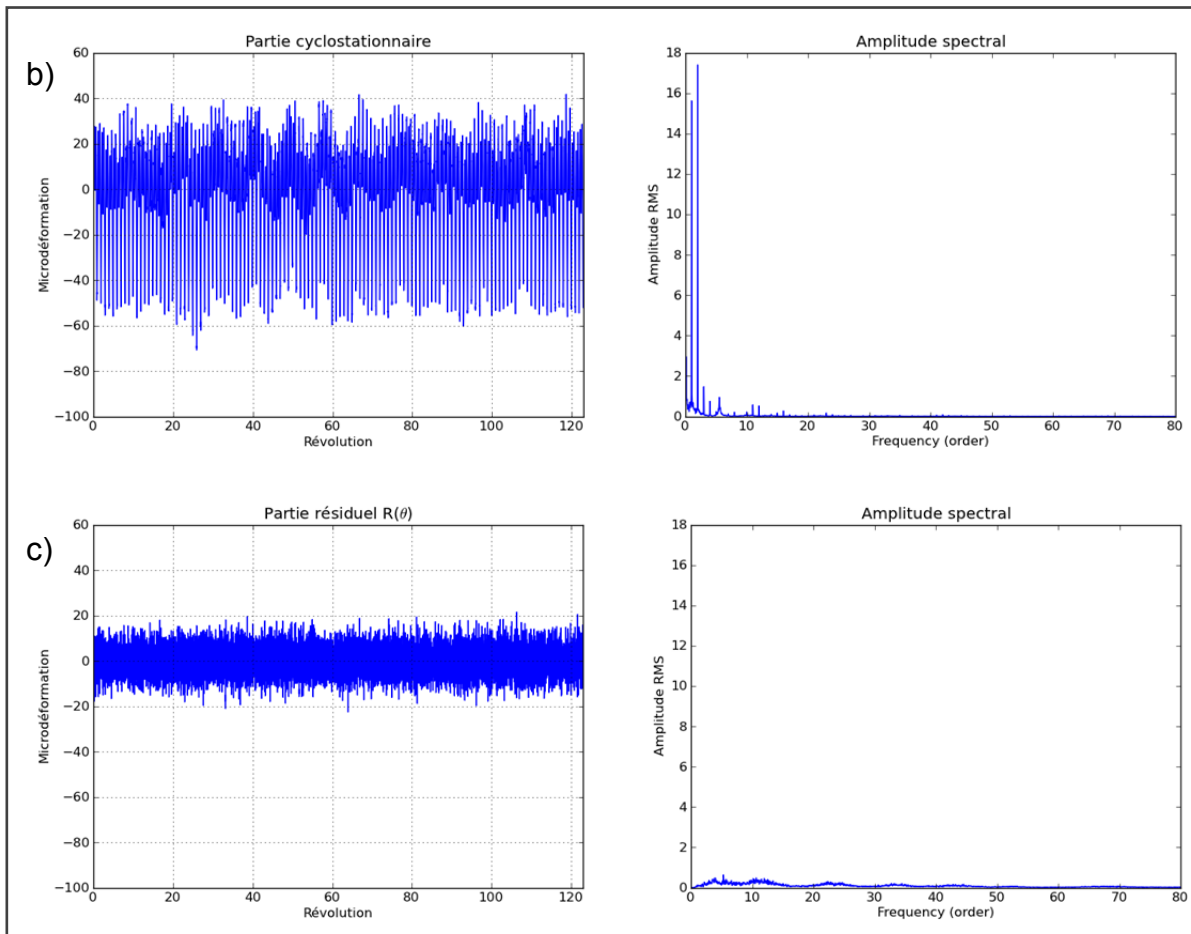 b)
Partie cyclostationnaire
60
40
20
0
−20
−40
−60
−80
−100
Microdéformation
0 20 40 60 80 100 120
Révolution
Amplitude spectral
18
16
14
12
10
8
6
4
2
0
Amplitude RMS
0 10 20 30 40 50 60 70 80
Frequency (order)
c)
Partie résiduel R(θ)
60
40
20
0
−20
−40
−60
−80
−100
Microdéformation
0 20 40 60 80 100 120
Révolution
Amplitude spectral
18
16
14
12
10
8
6
4
2
0
Amplitude RMS
0 10 20 30 40 50 60 70 80
Frequency (order)